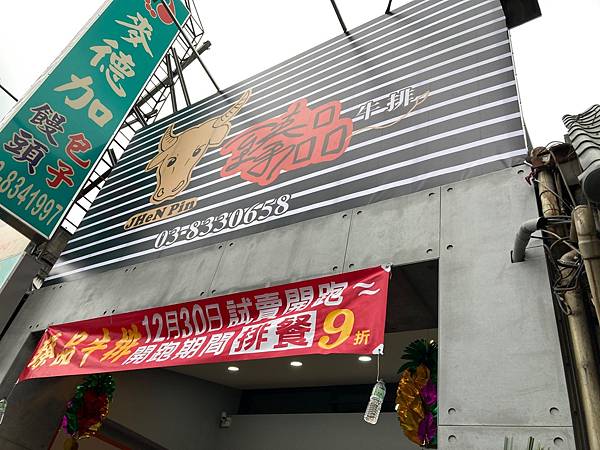 麥德加
饅頭
包子
8341997
臻品
牛排
JHeN Pin
03-8330658
臻品牛排
12月30日試賣開跑~
開跑期間排餐9折